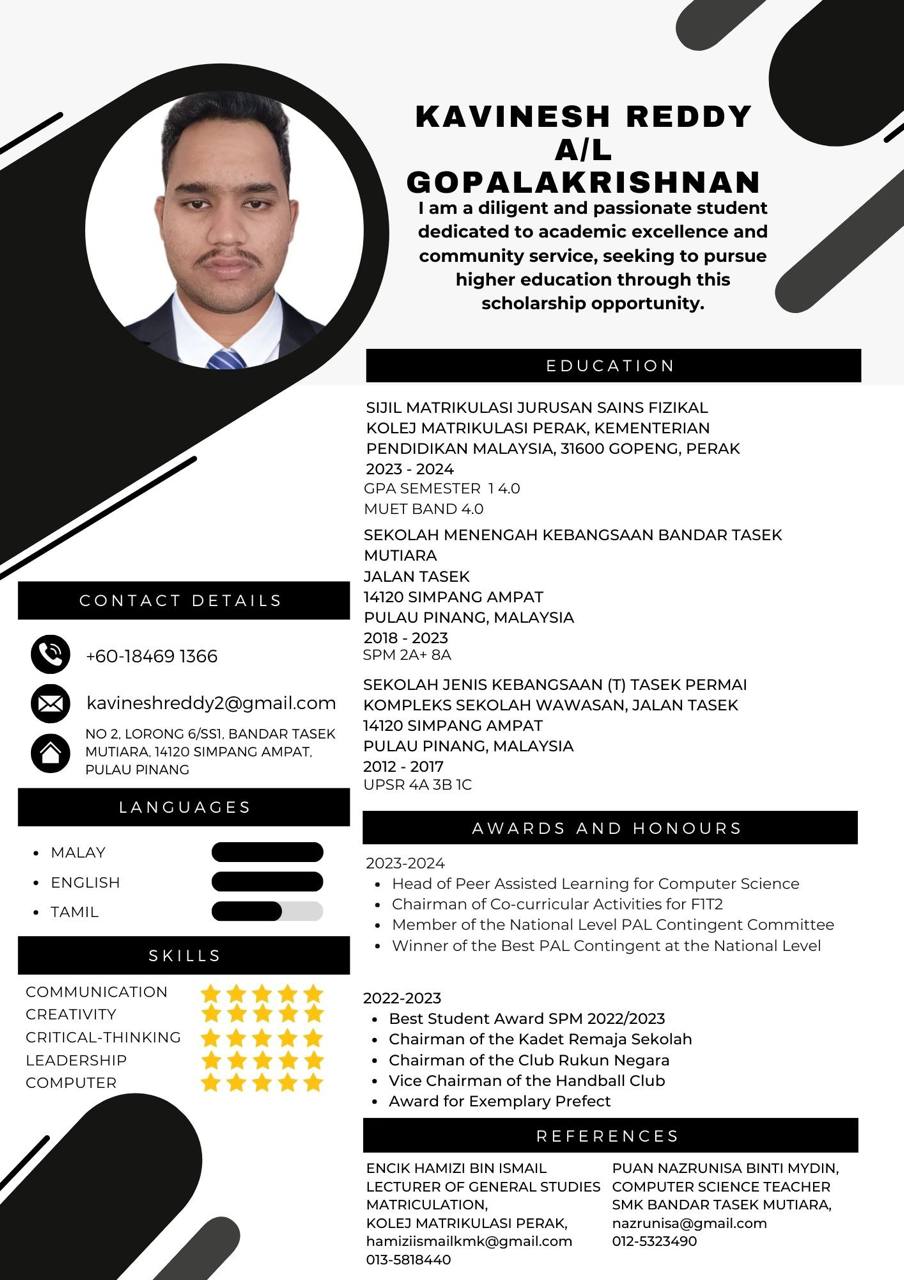 KAVINESH REDDY
A/L
GOPALAKRISHNAN
I am a diligent and passionate student
dedicated to academic excellence and
community service, seeking to pursue
higher education through this
scholarship opportunity.
EDUCATION
SIJIL MATRIKULASI JURUSAN SAINS FIZIKAL
KOLEJ MATRIKULASI PERAK, KEMENTERIAN
PENDIDIKAN MALAYSIA, 31600 GOPENG, PERAK
2023 - 2024
GPA SEMESTER 1 4.0
MUET BAND 4.0
SEKOLAH MENENGAH KEBANGSAAN BANDAR TASEK
MUTIARA
JALAN TASEK
14120 SIMPANG AMPAT
PULAU PINANG, MALAYSIA
2018 - 2023
SPM 2A+ 8A
SEKOLAH JENIS KEBANGSAAN (T) TASEK PERMAI
KOMPLEKS SEKOLAH WAWASAN, JALAN TASEK
14120 SIMPANG AMPAT
PULAU PINANG, MALAYSIA
2012 - 2017
UPSR 4A 3B 1C
CONTACT DETAILS
+60-18469 1366
kavineshreddy2@gmail.com
NO 2, LORONG 6/SS1, BANDAR TASEK
MUTIARA, 14120 SIMPANG AMPAT,
PULAU PINANG
LANGUAGES
• MALAY
• ENGLISH
• TAMIL
SKILLS
COMMUNICATION
CREATIVITY
CRITICAL-THINKING
LEADERSHIP
COMPUTER
AWARDS AND HONOURS
2023-2024
• Head of Peer Assisted Learning for Computer Science
• Chairman of Co-curricular Activities for F1T2
• Member of the National Level PAL Contingent Committee
• Winner of the Best PAL Contingent at the National Level
2022-2023
• Best Student Award SPM 2022/2023
• Chairman of the Kadet Remaja Sekolah
• Chairman of the Club Rukun Negara
• Vice Chairman of the Handball Club
• Award for Exemplary Prefect
REFERENCES
ENCIK HAMIZI BIN ISMAIL
LECTURER OF GENERAL STUDIES
MATRICULATION,
KOLEJ MATRIKULASI PERAK,
hamiziismailkmk@gmail.com
013-5818440
PUAN NAZRUNISA BINTI MYDIN,
COMPUTER SCIENCE TEACHER
SMK BANDAR TASEK MUTIARA,
nazrunisa@gmail.com
012-5323490